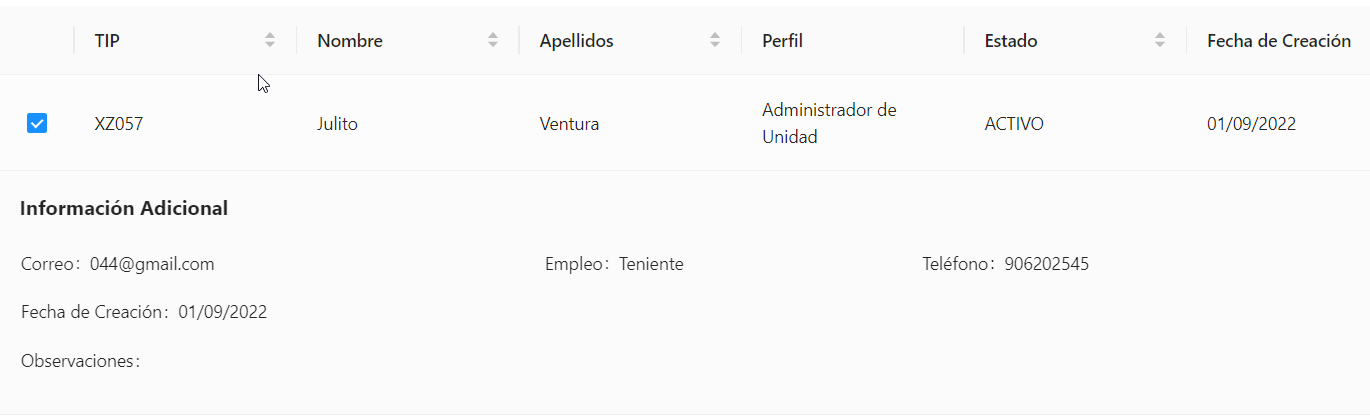 TIP Nombre Apellidos Perfil Estado Fecha de Creación
XZ057 Julito Ventura Administrador de Unidad ACTIVO 01/09/2022
Información Adicional
Correo: 044@gmail.com Empleo: Teniente Teléfono: 906202545
Fecha de Creación: 01/09/2022
Observaciones: